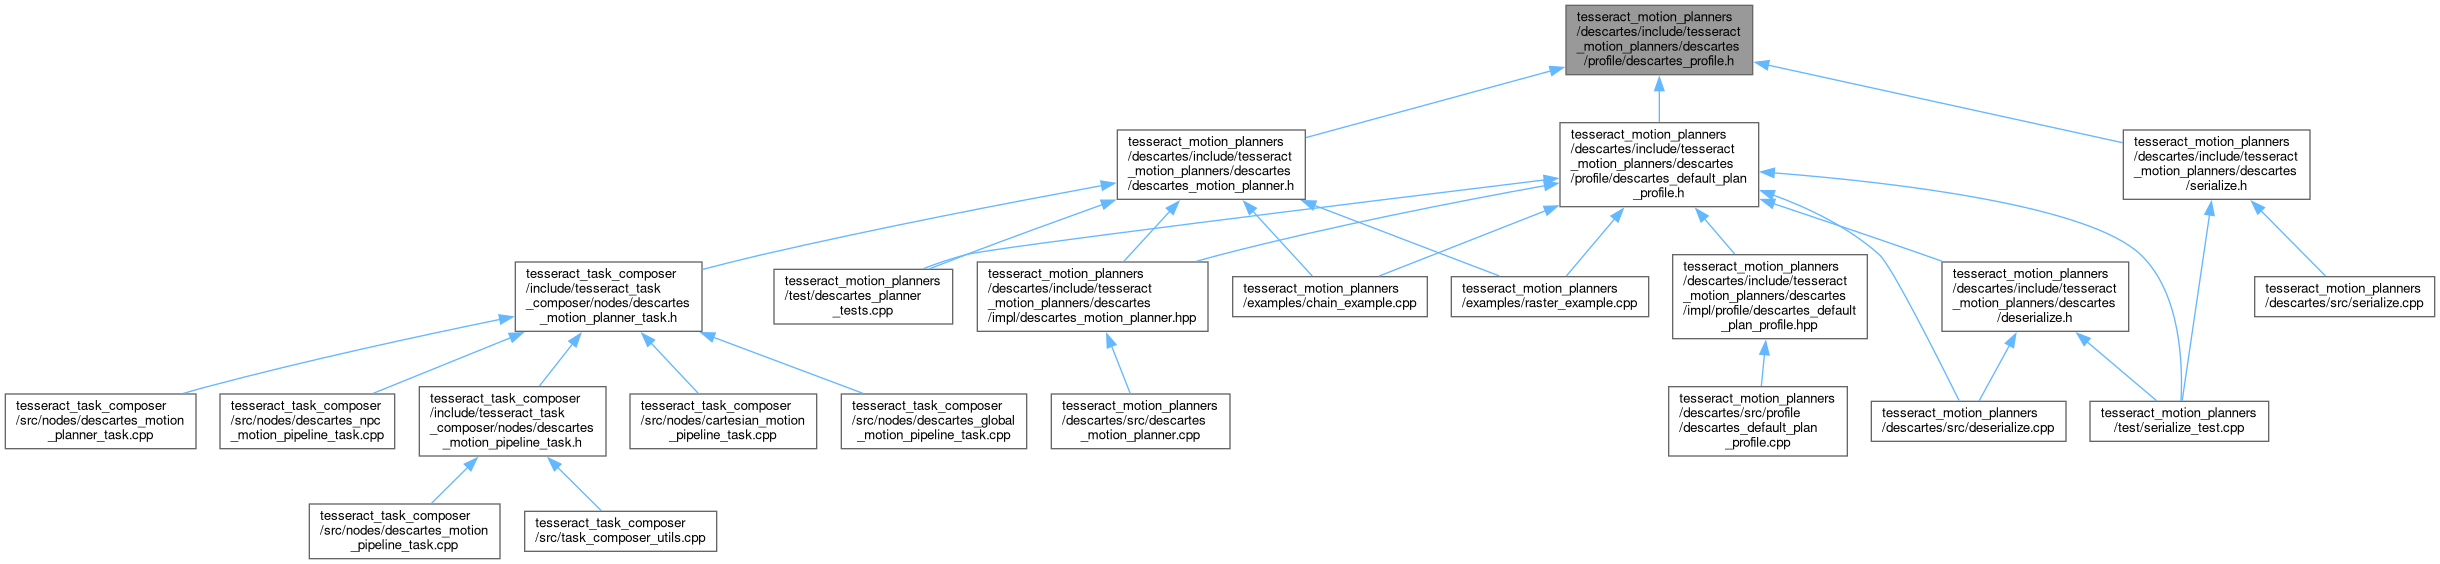 tesseract_motion_planners
/descartes/include/tesseract
_motion_planners/descartes
/profile/descartes_profile.h
tesseract_motion_planners
/descartes/include/tesseract
_motion_planners/descartes
/descartes_motion_planner.h
tesseract_motion_planners
/descartes/include/tesseract
_motion_planners/descartes
/profile/descartes_default_plan
_profile.h
tesseract_motion_planners
/descartes/include/tesseract
_motion_planners/descartes
/serialize.h
tesseract_task_composer
/include/tesseract_task
_composer/nodes/descartes
_motion_planner_task.h
tesseract_motion_planners
/test/descartes_planner
_tests.cpp
tesseract_motion_planners
/descartes/include/tesseract
_motion_planners/descartes
/impl/descartes_motion_planner.hpp
tesseract_motion_planners
/examples/chain_example.cpp
tesseract_motion_planners
/examples/raster_example.cpp
tesseract_motion_planners
/descartes/include/tesseract
_motion_planners/descartes
/impl/profile/descartes_default
_plan_profile.hpp
tesseract_motion_planners
/descartes/include/tesseract
_motion_planners/descartes
/deserialize.h
tesseract_motion_planners
/descartes/src/serialize.cpp
tesseract_task_composer
/src/nodes/descartes_motion
_planner_task.cpp
tesseract_task_composer
/src/nodes/descartes_npc
_motion_pipeline_task.cpp
tesseract_task_composer
/include/tesseract_task
_composer/nodes/descartes
_motion_pipeline_task.h
tesseract_task_composer
/src/nodes/cartesian_motion
_pipeline_task.cpp
tesseract_task_composer
/src/nodes/descartes_global
_motion_pipeline_task.cpp
tesseract_motion_planners
/descartes/src/descartes
_motion_planner.cpp
tesseract_motion_planners
/descartes/src/profile
/descartes_default_plan
_profile.cpp
tesseract_motion_planners
/descartes/src/deserialize.cpp
tesseract_motion_planners
/test/serialize_test.cpp
tesseract_task_composer
/src/nodes/descartes_motion
_pipeline_task.cpp
tesseract_task_composer
/src/task_composer_utils.cpp